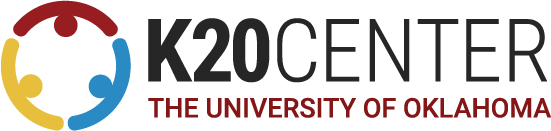 K20CENTER
THE UNIVERSITY OF OKLAHOMA